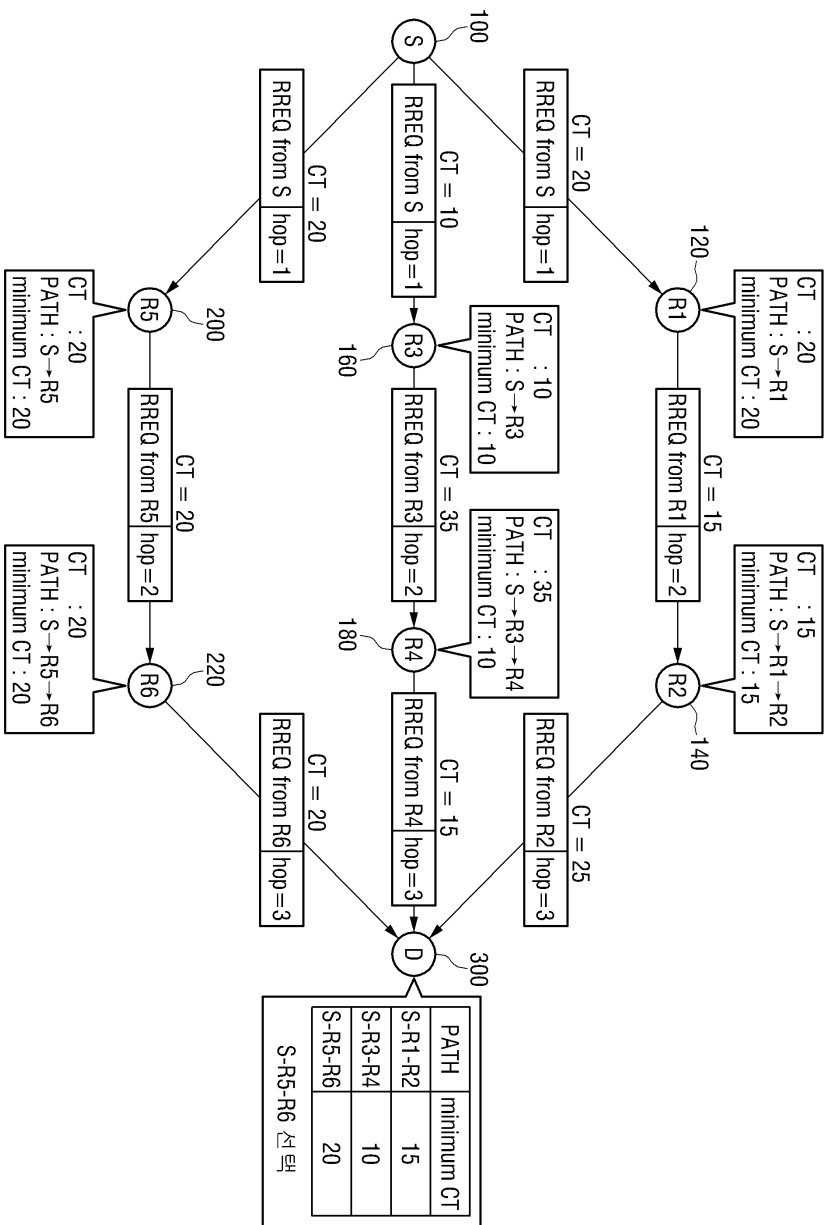 100
S
CT = 20
RREQ from S hop=1
120
R1
CT : 20
PATH : S→R1
minimum CT : 20
CT = 15
RREQ from R1 hop=2
CT : 15
PATH : S→R1→R2
minimum CT : 15
R2
140
CT = 25
RREQ from R2 hop=3
CT = 10
RREQ from S hop=1
R3
160
CT : 10
PATH : S→R3
minimum CT : 10
CT = 35
RREQ from R3 hop=2
CT : 35
PATH : S→R3→R4
minimum CT : 10
R4
180
CT = 15
RREQ from R4 hop=3
D
300
CT = 20
RREQ from S hop=1
R5
200
CT : 20
PATH : S→R5
minimum CT : 20
CT = 20
RREQ from R5 hop=2
R6
220
CT : 20
PATH : S→R5→R6
minimum CT : 20
CT = 20
RREQ from R6 hop=3
PATH minimum CT
S-R1-R2 15
S-R3-R4 10
S-R5-R6 20
S-R5-R6 선택